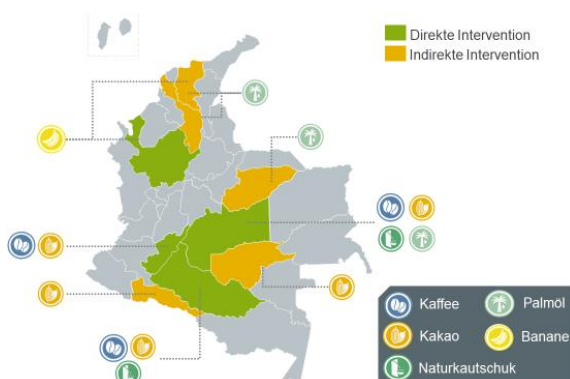 Direkte Intervention
Indirekte Intervention
Kaffee
Palmöl
Kakao
Banane
Naturkautschuk